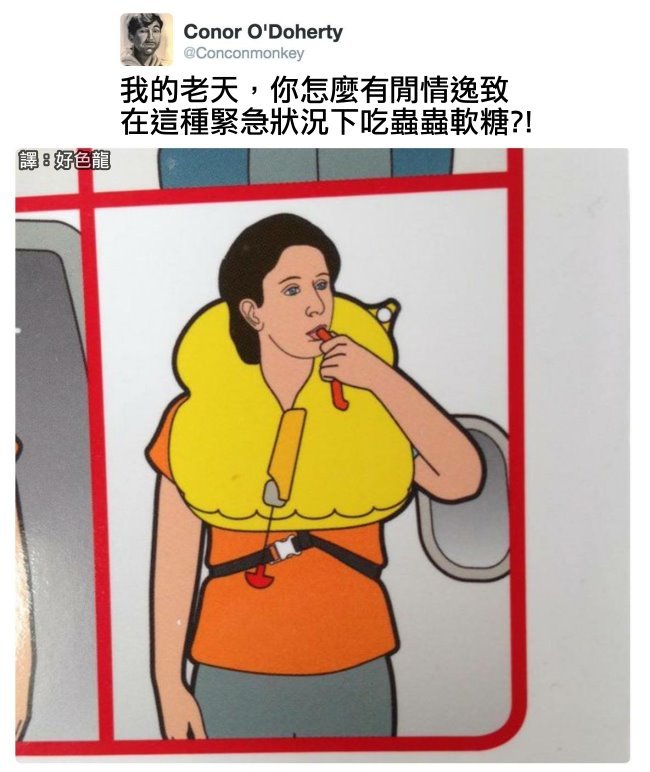 Conor O'Doherty
@Conconmonkey
我的老天，你怎麼有閒情逸致
在這種緊急狀況下吃蟲蟲軟糖?!
譯：好色龍